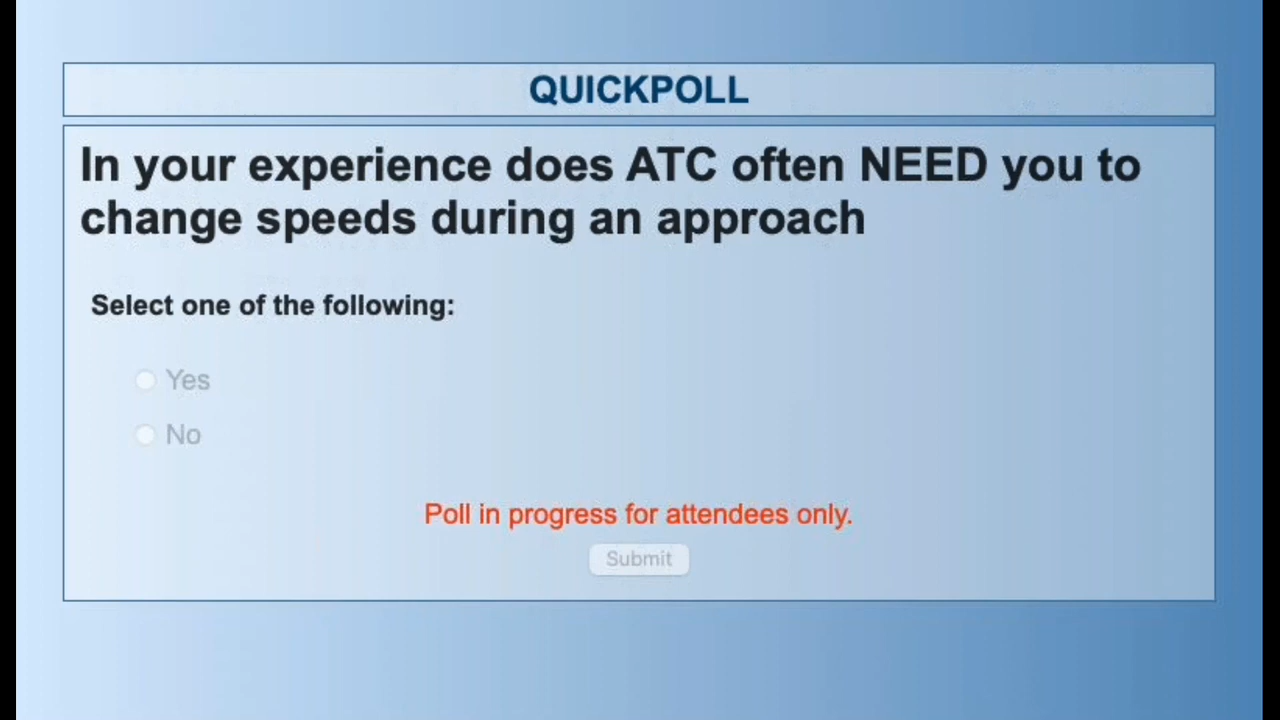 QUICKPOLL
In your experience does ATC often NEED you to
change speeds during an approach
Select one of the following:
Yes
No
Poll in progress for attendees only.
Submit